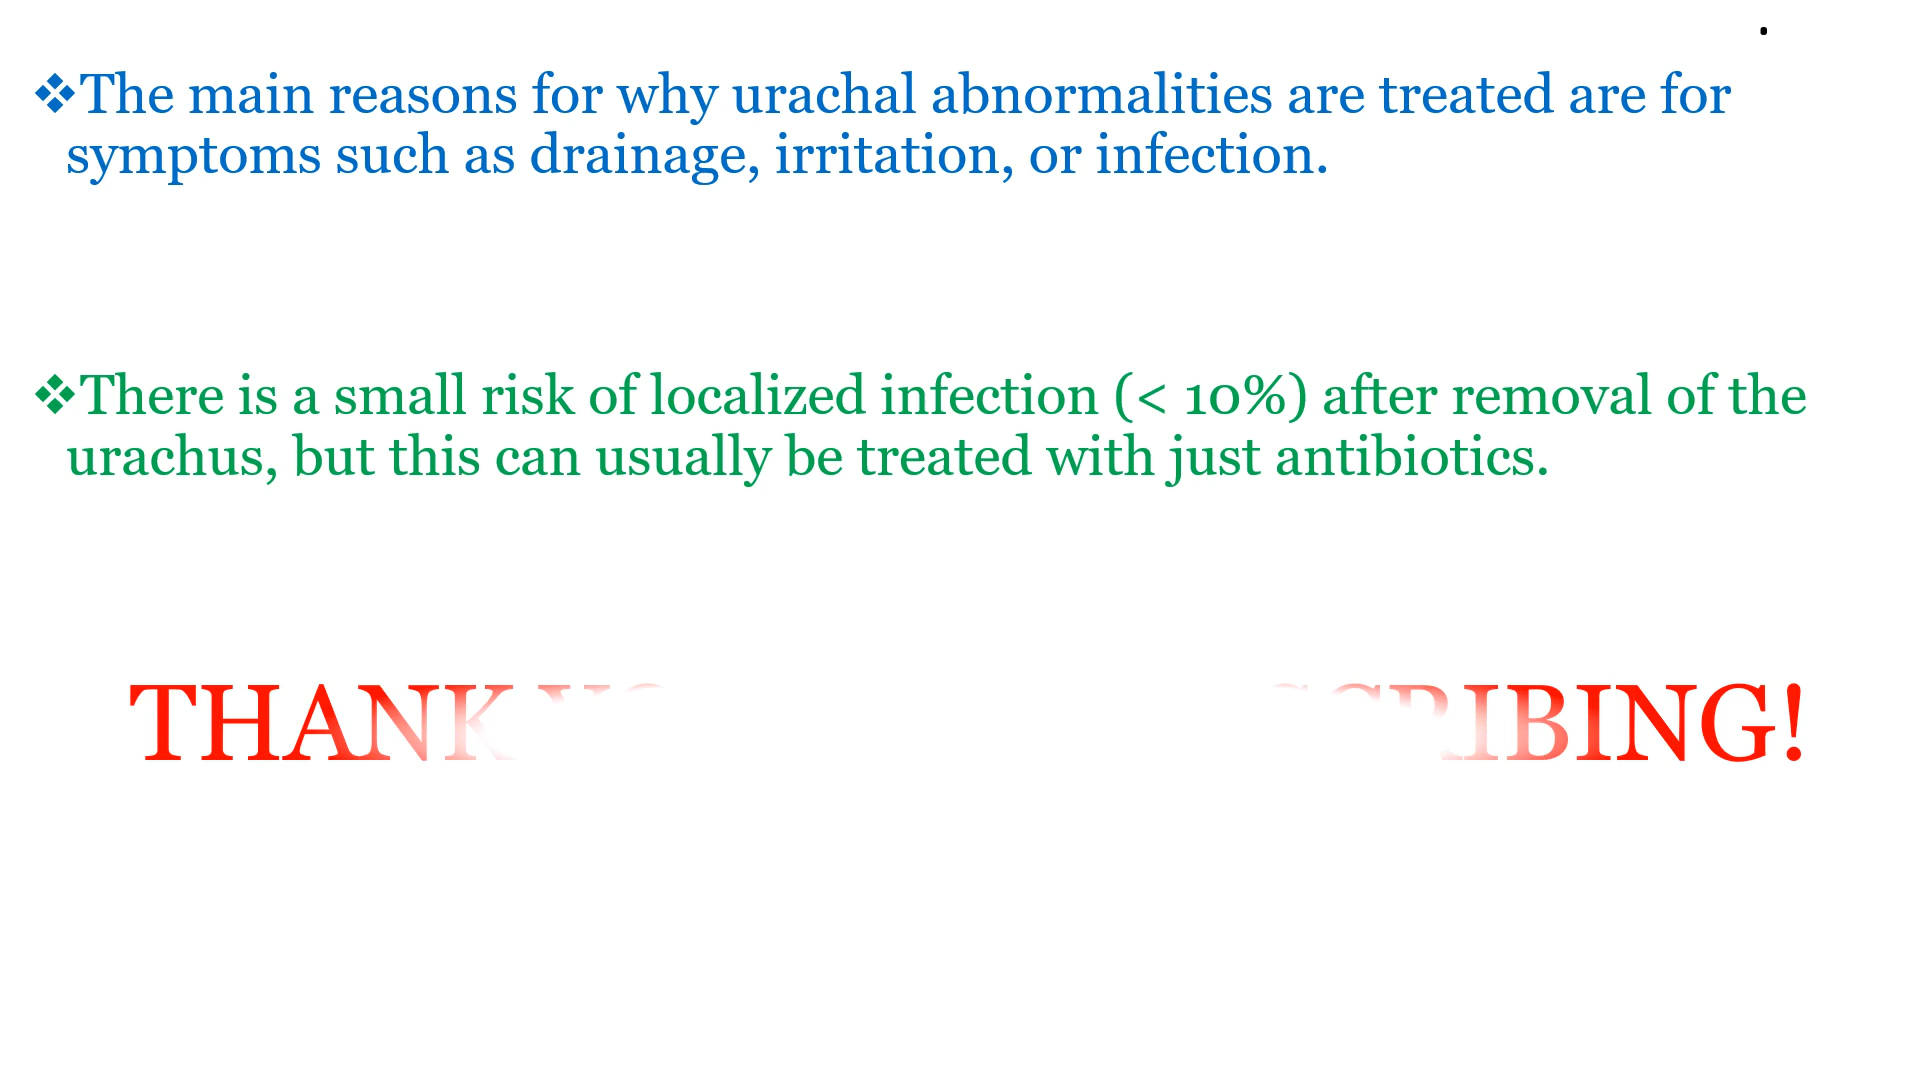 .
❖The main reasons for why urachal abnormalities are treated are for
symptoms such as drainage, irritation, or infection.
❖There is a small risk of localized infection (< 10%) after removal of the
urachus, but this can usually be treated with just antibiotics.
THANK